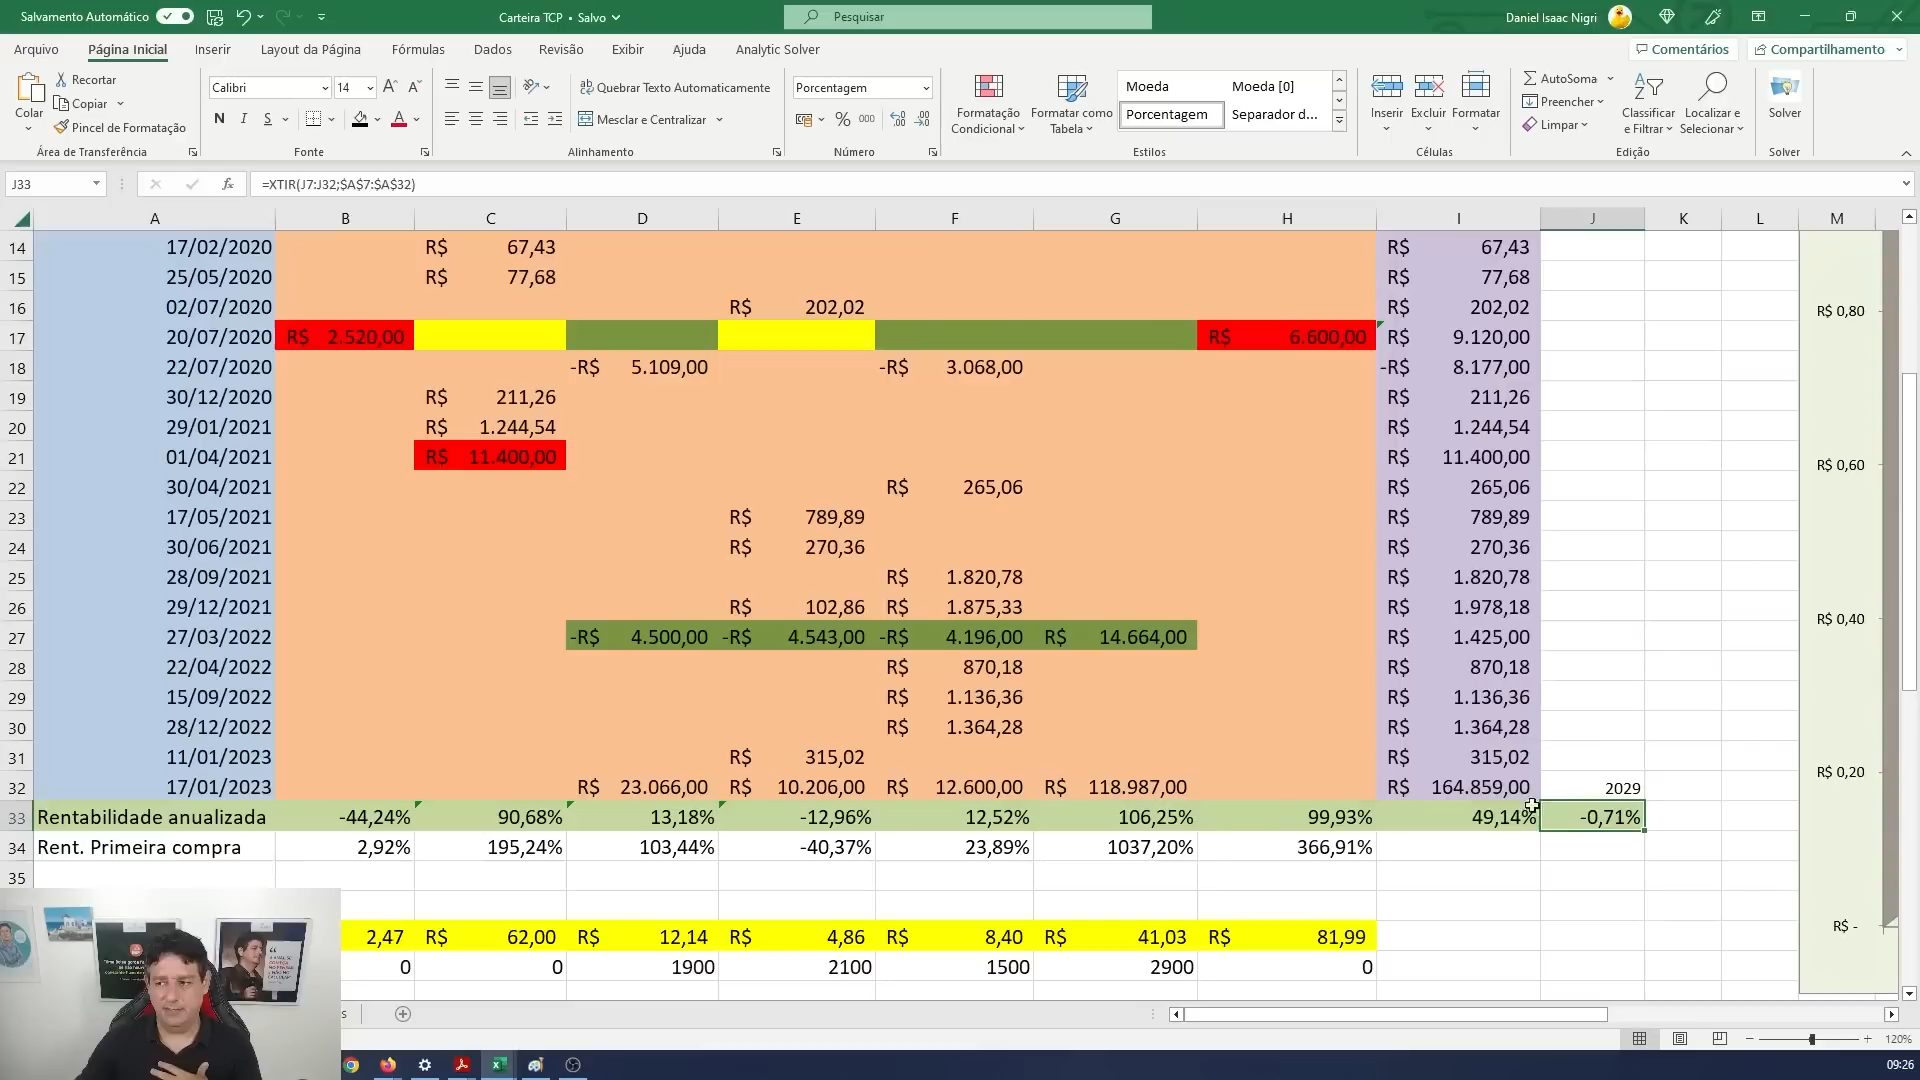 Salvamento Automático
Carteira TCP • Salvo
Pesquisar
Daniel Isaac Nigri
Arquivo Página Inicial Inserir Layout da Página Fórmulas Dados Revisão Exibir Ajuda Analytic Solver
Comentários
Compartilhamento
Colar
Recortar
Copiar
Pincel de Formatação
Área de Transferência
Calibri 14
N I S
Fonte
Quebrar Texto Automaticamente
Mesclar e Centralizar
Alinhamento
Porcentagem
% 000
Número
Formatação Condicional
Formatar como Tabela
Moeda Moeda [0]
Porcentagem Separador d...
Estilos
Inserir Excluir Formatar
Células
AutoSoma
Preencher
Limpar
Classificar e Filtrar
Localizar e Selecionar
Edição
Solver
Solver
J33 fx =XTIR(J7:J32;$A$7:$A$32)
A B C D E F G H I J K L M
14 17/02/2020 R$ 67,43 R$ 67,43
15 25/05/2020 R$ 77,68 R$ 77,68
16 02/07/2020 R$ 202,02 R$ 202,02
17 20/07/2020 R$ 2.520,00 R$ 6.600,00 R$ 9.120,00
18 22/07/2020 -R$ 5.109,00 -R$ 3.068,00 -R$ 8.177,00
19 30/12/2020 R$ 211,26 R$ 211,26
20 29/01/2021 R$ 1.244,54 R$ 1.244,54
21 01/04/2021 R$ 11.400,00 R$ 11.400,00
22 30/04/2021 R$ 265,06 R$ 265,06
23 17/05/2021 R$ 789,89 R$ 789,89
24 30/06/2021 R$ 270,36 R$ 270,36
25 28/09/2021 R$ 1.820,78 R$ 1.820,78
26 29/12/2021 R$ 102,86 R$ 1.875,33 R$ 1.978,18
27 27/03/2022 -R$ 4.500,00 -R$ 4.543,00 -R$ 4.196,00 R$ 14.664,00 R$ 1.425,00
28 22/04/2022 R$ 870,18 R$ 870,18
29 15/09/2022 R$ 1.136,36 R$ 1.136,36
30 28/12/2022 R$ 1.364,28 R$ 1.364,28
31 11/01/2023 R$ 315,02 R$ 315,02
32 17/01/2023 R$ 23.066,00 R$ 10.206,00 R$ 12.600,00 R$ 118.987,00 R$ 164.859,00 2029
33 Rentabilidade anualizada -44,24% 90,68% 13,18% -12,96% 12,52% 106,25% 99,93% 49,14% -0,71%
34 Rent. Primeira compra 2,92% 195,24% 103,44% -40,37% 23,89% 1037,20% 366,91%
35
2,47 R$ 62,00 R$ 12,14 R$ 4,86 R$ 8,40 R$ 41,03 R$ 81,99
0 0 1900 2100 1500 2900 0
R$ 0,80
R$ 0,60
R$ 0,40
R$ 0,20
R$ -
s
120%
09:26